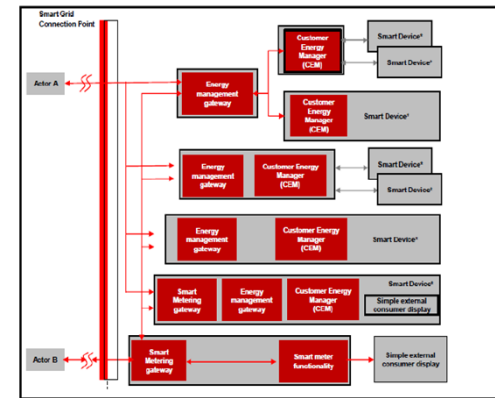 Smart Grid
Connection Point
Customer
Energy
Manager
(CEM)
Smart Device*
Smart Device*
Actor A
Energy
management
gateway
Customer
Energy
Manager
(CEM)
Smart Device*
Energy
management
gateway
Customer Energy
Manager
(CEM)
Smart Device*
Smart Device*
Energy
management
gateway
Customer Energy
Manager
(CEM)
Smart Device*
Smart Device*
Smart
Metering
gateway
Energy
management
gateway
Customer Energy
Manager
(CEM)
Simple external
consumer display
Actor B
Smart
Metering
gateway
Smart meter
functionality
Simple external
consumer display